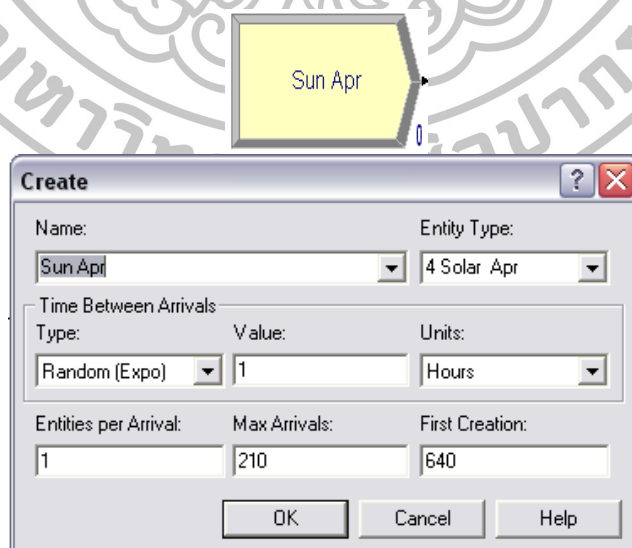 Sun Apr
0
Create
Name: Entity Type:
Sun Apr 4 Solar Apr
Time Between Arrivals
Type: Value: Units:
Random (Expo) 1 Hours
Entities per Arrival: Max Arrivals: First Creation:
1 210 640
OK Cancel Help